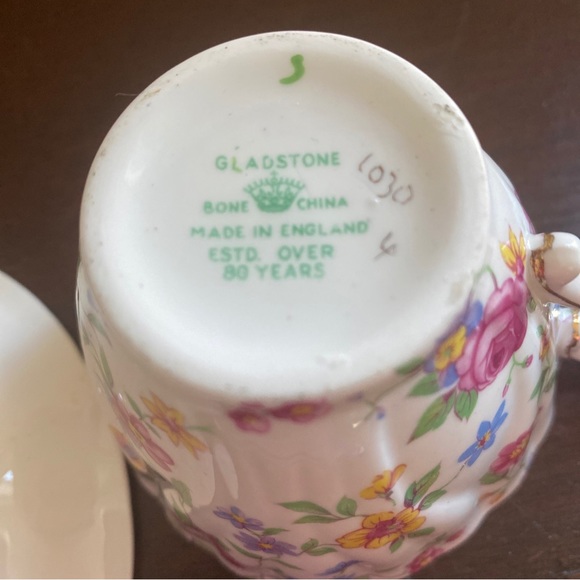 GLADSTONE
BONE CHINA
MADE IN ENGLAND
ESTD. OVER
80 YEARS
1030
4